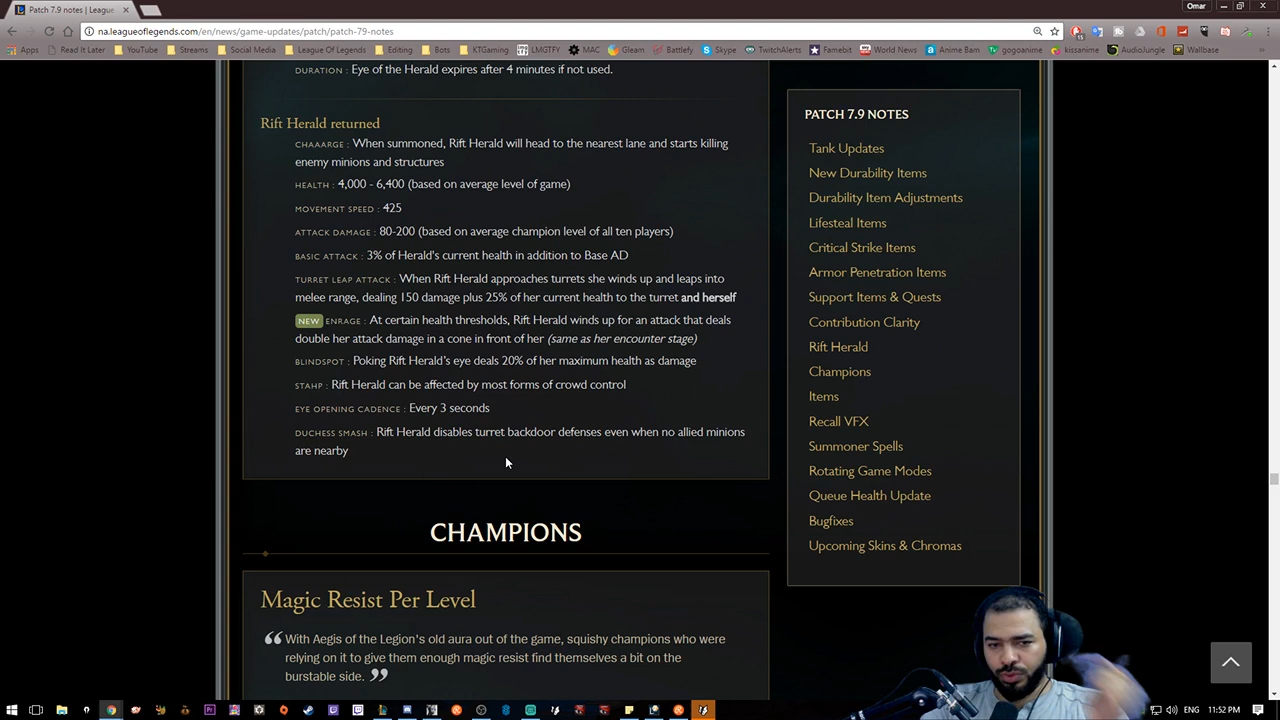 Patch 7.9 notes | League
Omar
na.leagueoflegends.com/en/news/game-updates/patch/patch-79-notes
Apps Read It Later YouTube Streams Social Media League Of Legends Editing Bots KTGaming LMGTFY MAC Gleam Battlefy Skype TwitchAlerts Famebit World News Anime Bam gogoanime kissanime AudioJungle Wallbase
DURATION : Eye of the Herald expires after 4 minutes if not used.
Rift Herald returned
CHAAARGE : When summoned, Rift Herald will head to the nearest lane and starts killing
enemy minions and structures
HEALTH : 4,000 - 6,400 (based on average level of game)
MOVEMENT SPEED : 425
ATTACK DAMAGE : 80-200 (based on average champion level of all ten players)
BASIC ATTACK : 3% of Herald's current health in addition to Base AD
TURRET LEAP ATTACK : When Rift Herald approaches turrets she winds up and leaps into
melee range, dealing 150 damage plus 25% of her current health to the turret and herself
NEW ENRAGE : At certain health thresholds, Rift Herald winds up for an attack that deals
double her attack damage in a cone in front of her (same as her encounter stage)
BLINDSPOT : Poking Rift Herald's eye deals 20% of her maximum health as damage
STAHP : Rift Herald can be affected by most forms of crowd control
EYE OPENING CADENCE : Every 3 seconds
DUCHESS SMASH : Rift Herald disables turret backdoor defenses even when no allied minions
are nearby
CHAMPIONS
Magic Resist Per Level
“ With Aegis of the Legion's old aura out of the game, squishy champions who were
relying on it to give them enough magic resist find themselves a bit on the
burstable side. ”
PATCH 7.9 NOTES
Tank Updates
New Durability Items
Durability Item Adjustments
Lifesteal Items
Critical Strike Items
Armor Penetration Items
Support Items & Quests
Contribution Clarity
Rift Herald
Champions
Items
Recall VFX
Summoner Spells
Rotating Game Modes
Queue Health Update
Bugfixes
Upcoming Skins & Chromas
ENG 11:52 PM